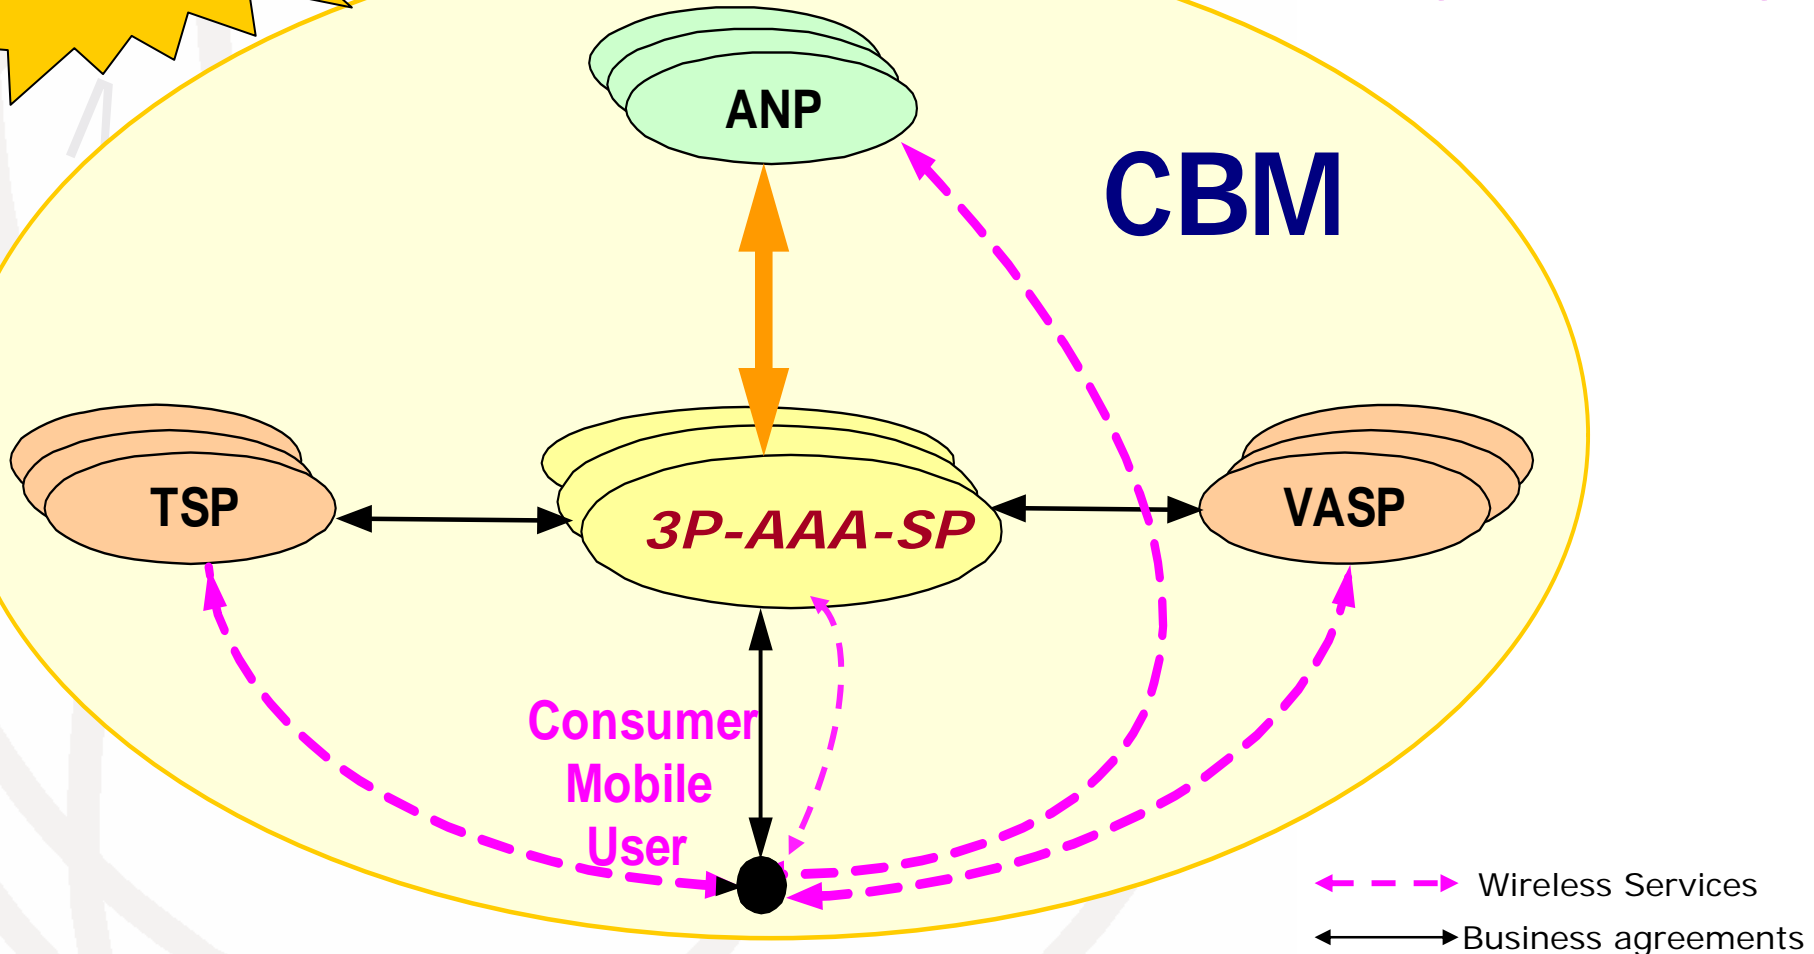 ANP
CBM
TSP
3P-AAA-SP
VASP
Consumer
Mobile
User
Wireless Services
Business agreements